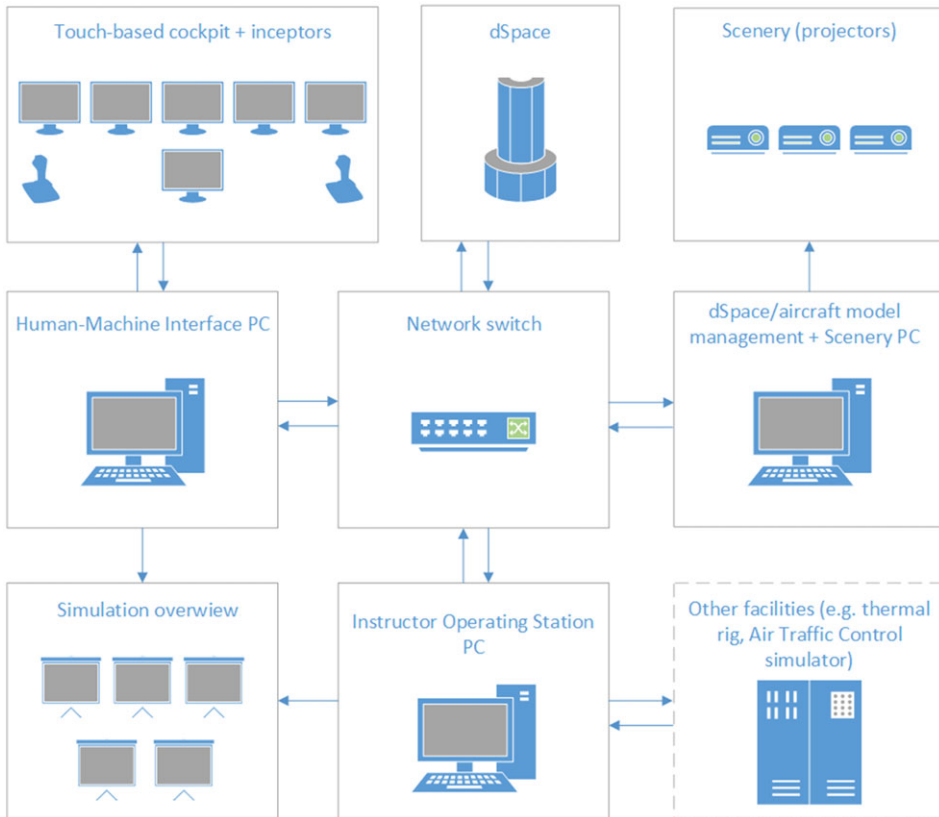 Touch-based cockpit + inceptors
dSpace
Scenery (projectors)
Human-Machine Interface PC
Network switch
dSpace/aircraft model
management + Scenery PC
Simulation overwiew
Instructor Operating Station
PC
Other facilities (e.g. thermal
rig, Air Traffic Control
simulator)